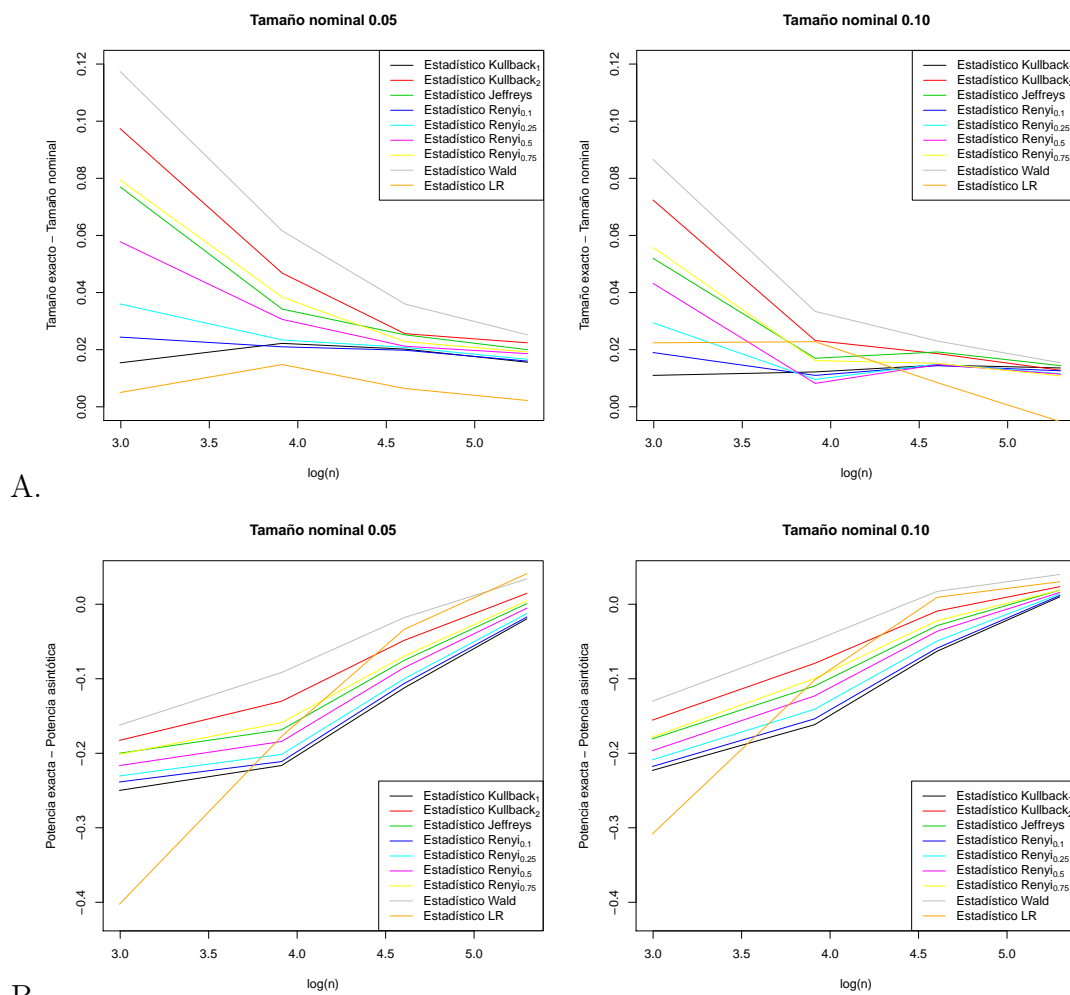 Tamaño nominal 0.05
Tamaño exacto − Tamaño nominal
0.12
0.10
0.08
0.06
0.04
0.02
0.00
Estadístico Kullback1
Estadístico Kullback2
Estadístico Jeffreys
Estadístico Renyi0.1
Estadístico Renyi0.25
Estadístico Renyi0.5
Estadístico Renyi0.75
Estadístico Wald
Estadístico LR
3.0 3.5 4.0 4.5 5.0
log(n)
Tamaño nominal 0.10
Tamaño exacto − Tamaño nominal
0.12
0.10
0.08
0.06
0.04
0.02
0.00
Estadístico Kullback
Estadístico Kullback
Estadístico Jeffreys
Estadístico Renyi0.1
Estadístico Renyi0.25
Estadístico Renyi0.5
Estadístico Renyi0.75
Estadístico Wald
Estadístico LR
3.0 3.5 4.0 4.5 5.0
log(n)
A.
Tamaño nominal 0.05
Potencia exacta − Potencia asintótica
0.0
−0.1
−0.2
−0.3
−0.4
Estadístico Kullback1
Estadístico Kullback2
Estadístico Jeffreys
Estadístico Renyi0.1
Estadístico Renyi0.25
Estadístico Renyi0.5
Estadístico Renyi0.75
Estadístico Wald
Estadístico LR
3.0 3.5 4.0 4.5 5.0
log(n)
Tamaño nominal 0.10
Potencia exacta − Potencia asintótica
0.0
−0.1
−0.2
−0.3
−0.4
Estadístico Kullback
Estadístico Kullback
Estadístico Jeffreys
Estadístico Renyi0.1
Estadístico Renyi0.25
Estadístico Renyi0.5
Estadístico Renyi0.75
Estadístico Wald
Estadístico LR
3.0 3.5 4.0 4.5 5.0
log(n)